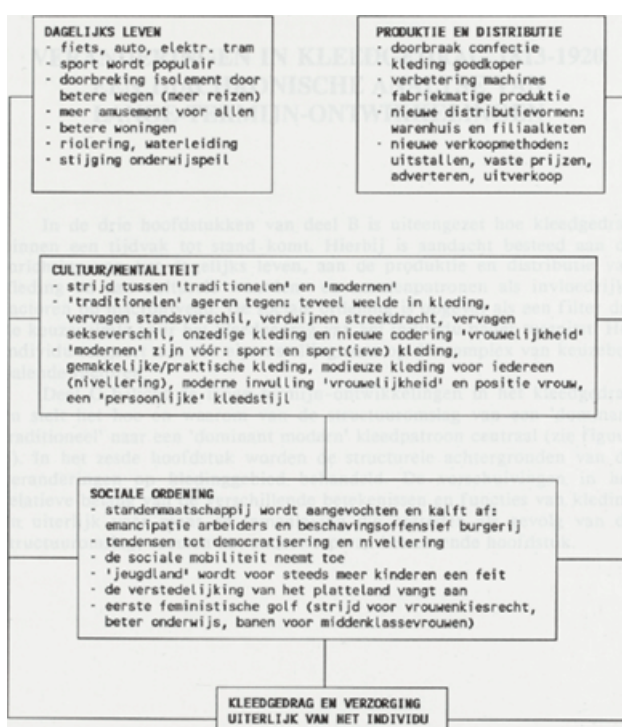 DAGELIJKS LEVEN
- fiets, auto, elektr. tram
- sport wordt populair
- doorbreking isolement door
betere wegen (meer reizen)
- meer amusement voor allen
- betere woningen
- riolering, waterleiding
- stijging onderwijspeil
PRODUKTIE EN DISTRIBUTIE
- doorbraak confectie
- kleding goedkoper
- verbetering machines
- fabriekmatige produktie
- nieuwe distributievormen:
warenhuis en filiaalketen
- nieuwe verkoopmethoden:
uitstallen, vaste prijzen,
adverteren, uitverkoop
CULTUUR/MENTALITEIT
- strijd tussen 'traditionelen' en 'modernen'
- 'traditionelen' ageren tegen: teveel weelde in kleding,
vervagen standsverschil, verdwijnen streekdracht, vervagen
sekseverschil, onzedige kleding en nieuwe codering 'vrouwelijkheid'
- 'modernen' zijn vóór: sport en sport(ieve) kleding,
gemakkelijke/praktische kleding, modieuze kleding voor iedereen
(nivellering), moderne invulling 'vrouwelijkheid' en positie vrouw,
een 'persoonlijke' kleedstijl
SOCIALE ORDENING
- standenmaatschappij wordt aangevochten en kalft af:
emancipatie arbeiders en beschavingsoffensief burgerij
- tendensen tot democratisering en nivellering
- de sociale mobiliteit neemt toe
- 'jeugdland' wordt voor steeds meer kinderen een feit
- de verstedelijking van het platteland vangt aan
- eerste feministische golf (strijd voor vrouwenkiesrecht,
beter onderwijs, banen voor middenklassevrouwen)
KLEEDGEDRAG EN VERZORGING
UITERLIJK VAN HET INDIVIDU